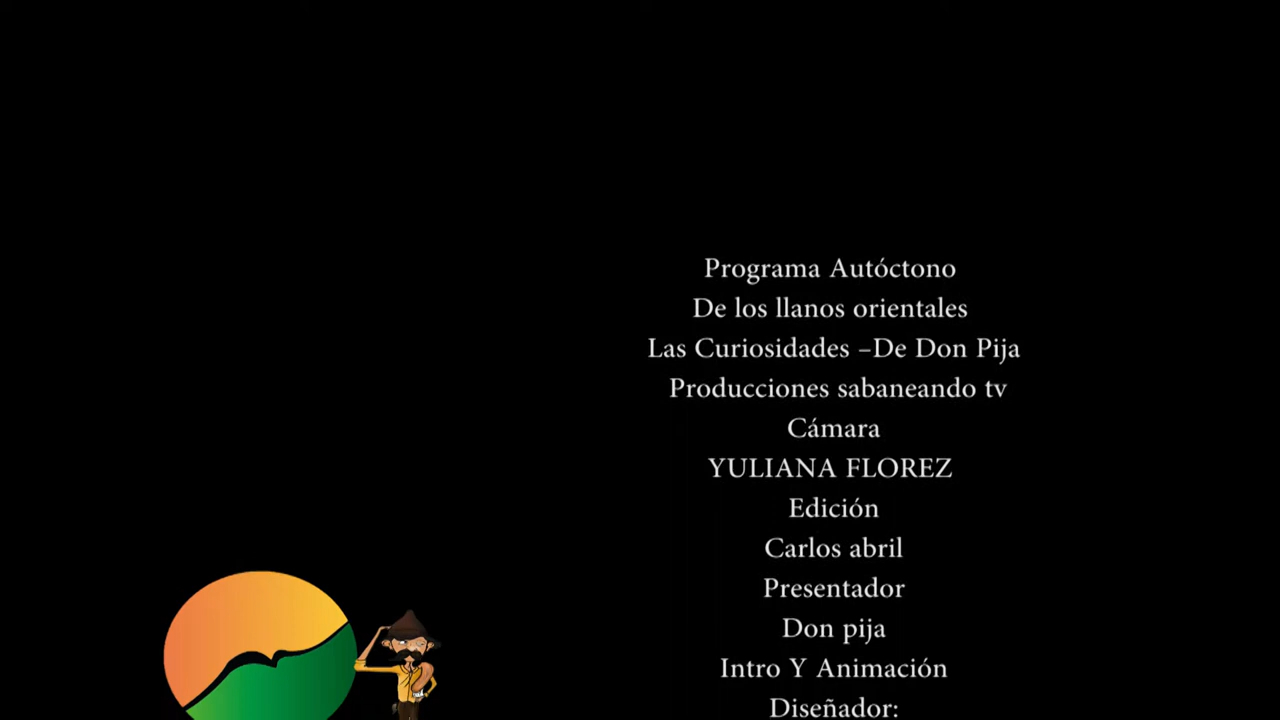 Programa Autóctono
De los llanos orientales
Las Curiosidades –De Don Pija
Producciones sabaneando tv
Cámara
YULIANA FLOREZ
Edición
Carlos abril
Presentador
Don pija
Intro Y Animación
Diseñador: